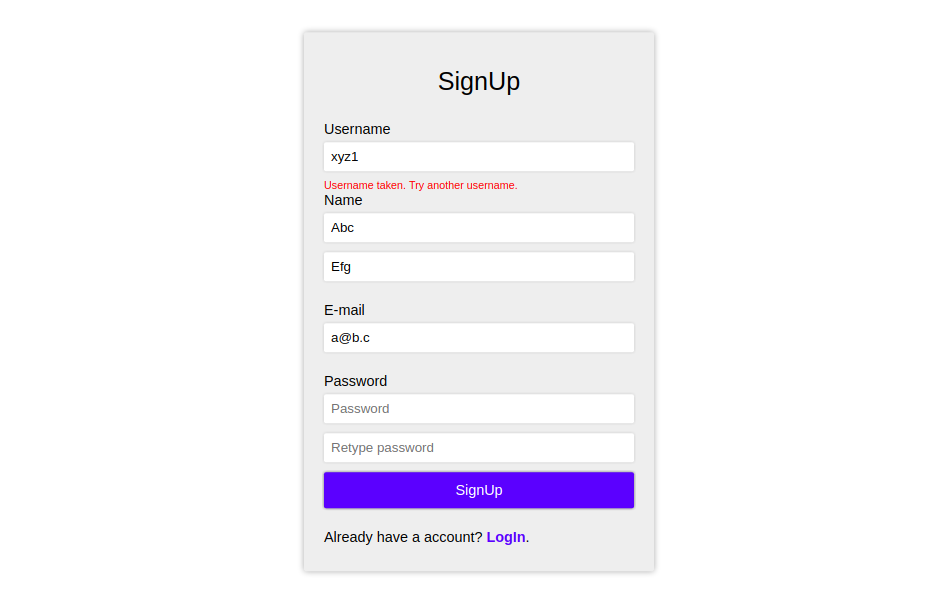 SignUp
Username
xyz1
Username taken. Try another username.
Name
Abc
Efg
E-mail
a@b.c
Password
Password
Retype password
SignUp
Already have a account? LogIn.